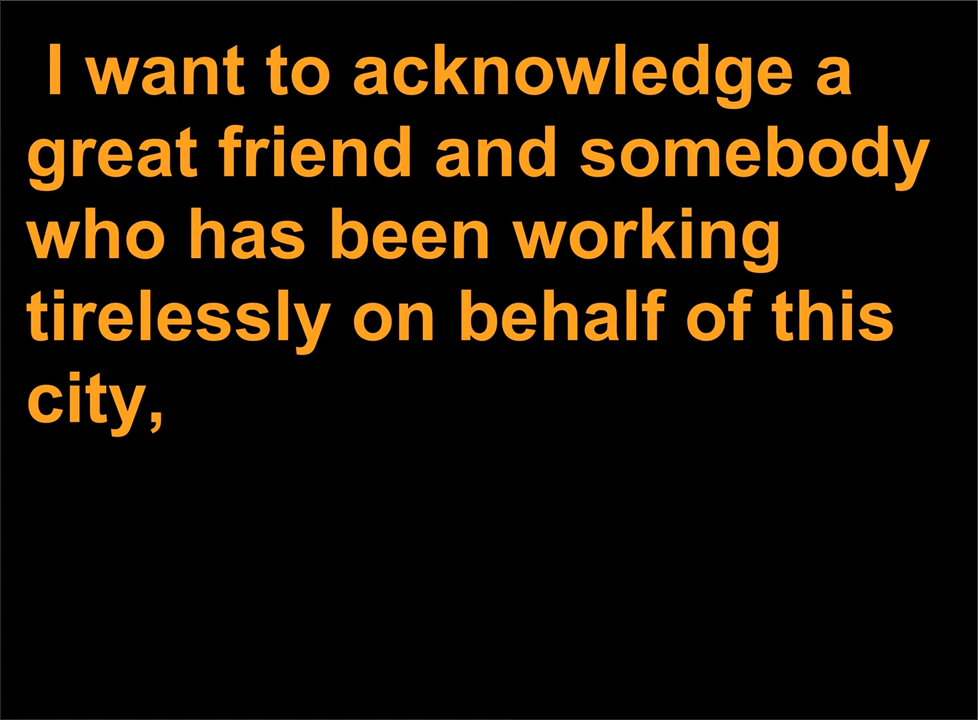 I want to acknowledge a
great friend and somebody
who has been working
tirelessly on behalf of this
city,